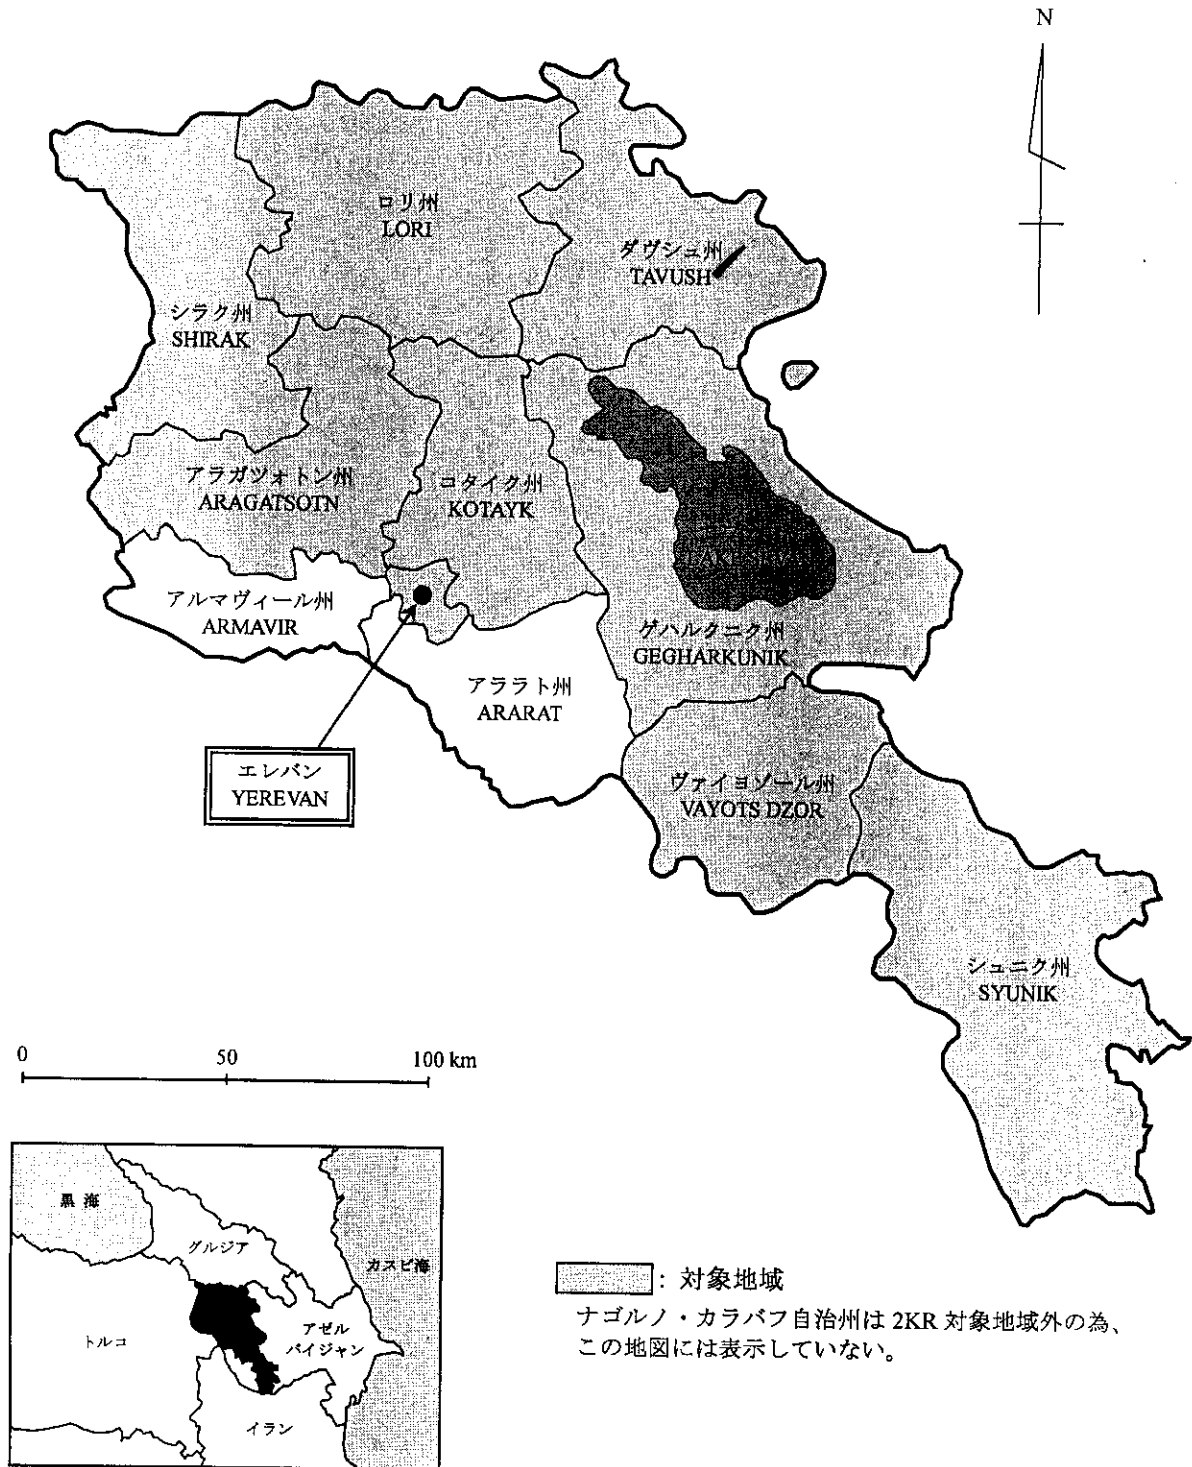 N
ロリ州
LORI
ダヴシュ州
TAVUSH
シラク州
SHIRAK
アラガツォトン州
ARAGATSOTN
コタイク州
KOTAYK
アルマヴィール州
ARMAVIR
ゲハルクニク州
GEGHARKUNIK
アララト州
ARARAT
エレバン
YEREVAN
ヴァイヨゾール州
VAYOTS DZOR
シュニク州
SYUNIK
0 50 100 km
黒 海
グルジア
カスピ海
トルコ
アゼル
バイジャン
イラン
: 対象地域
ナゴルノ・カラバフ自治州は 2KR 対象地域外の為、
この地図には表示していない。